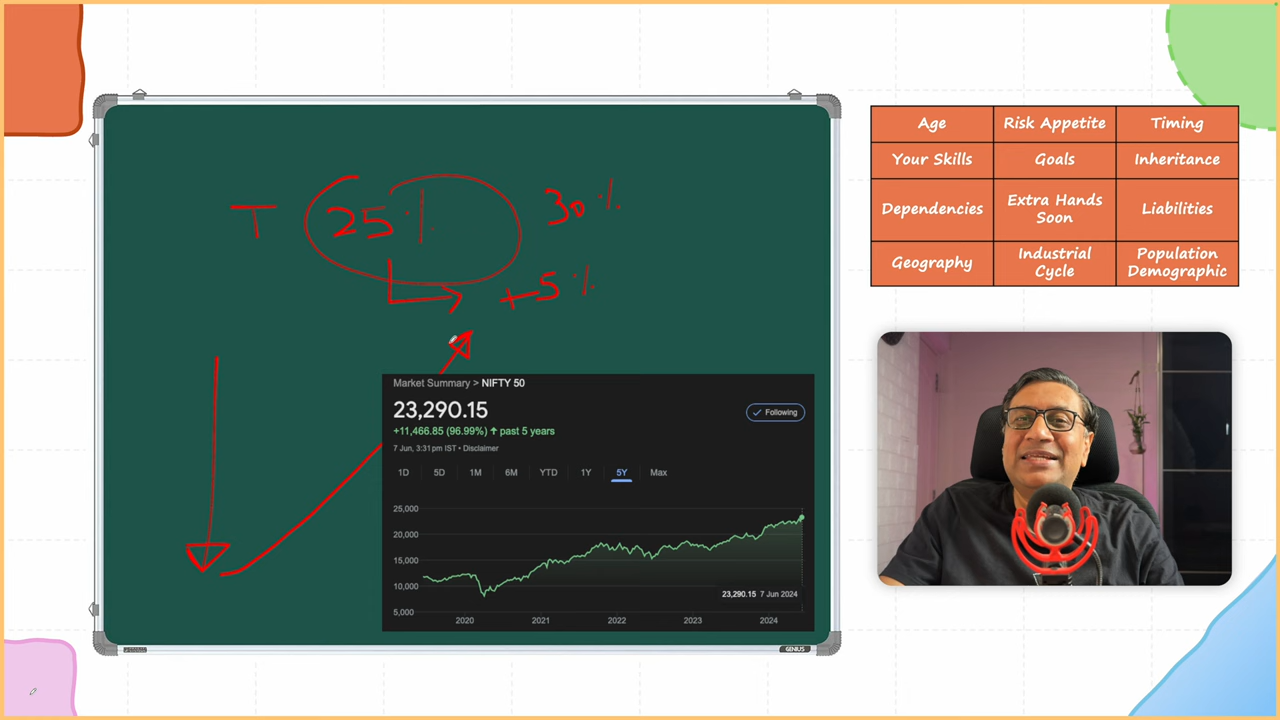 T 25% 30%
+5%
Market Summary > NIFTY 50
23,290.15
Following
+11,466.85 (96.99%) ↑ past 5 years
7 Jun, 3:31 pm IST • Disclaimer
1D 5D 1M 6M YTD 1Y 5Y Max
25,000
20,000
15,000
10,000
5,000
23,290.15 7 Jun 2024
2020 2021 2022 2023 2024
GENIUS
Age Risk Appetite Timing
Your Skills Goals Inheritance
Dependencies Extra Hands Soon Liabilities
Geography Industrial Cycle Population Demographic